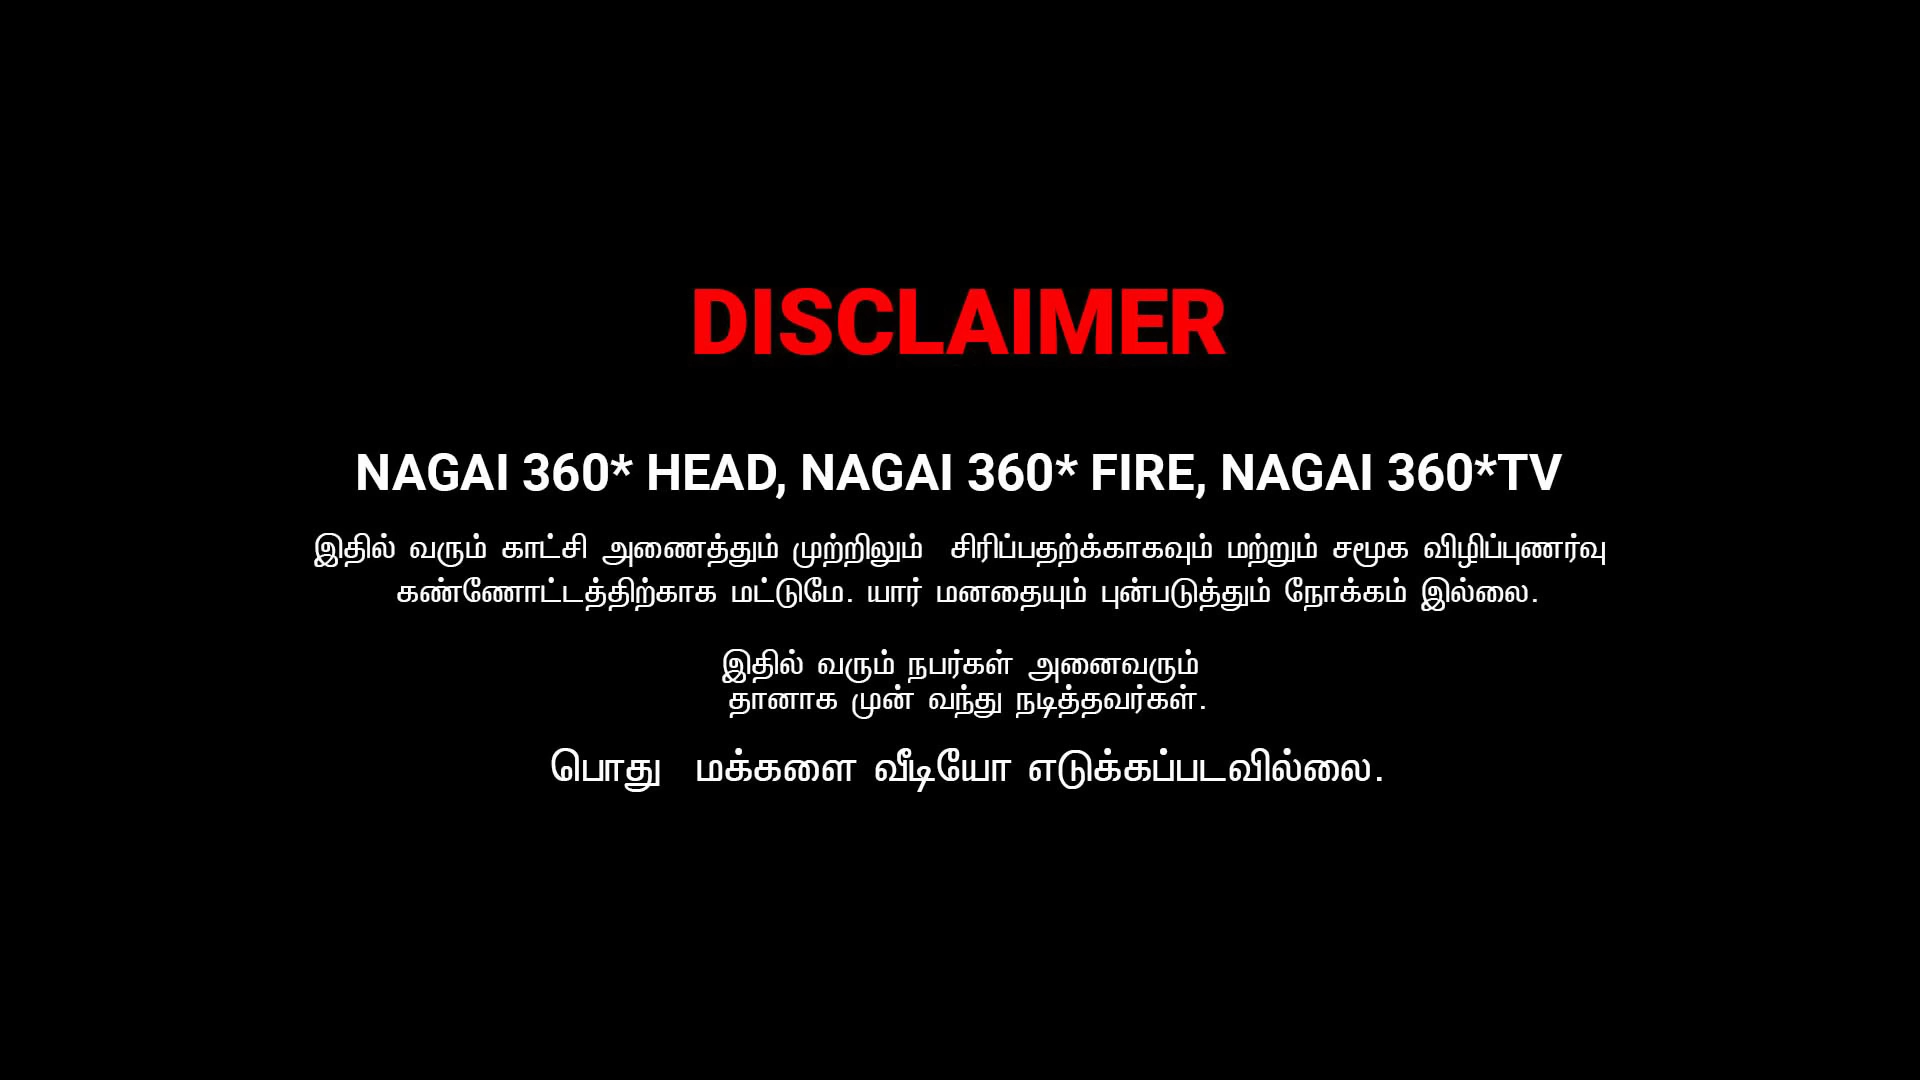 DISCLAIMER
NAGAI 360* HEAD, NAGAI 360* FIRE, NAGAI 360*TV
இதில் வரும் காட்சி அணைத்தும் முற்றிலும் சிரிப்பதற்க்காகவும் மற்றும் சமூக விழிப்புணர்வு
கண்ணோட்டத்திற்காக மட்டுமே. யார் மனதையும் புன்படுத்தும் நோக்கம் இல்லை.
இதில் வரும் நபர்கள் அனைவரும்
தானாக முன் வந்து நடித்தவர்கள்.
பொது மக்களை வீடியோ எடுக்கப்படவில்லை.